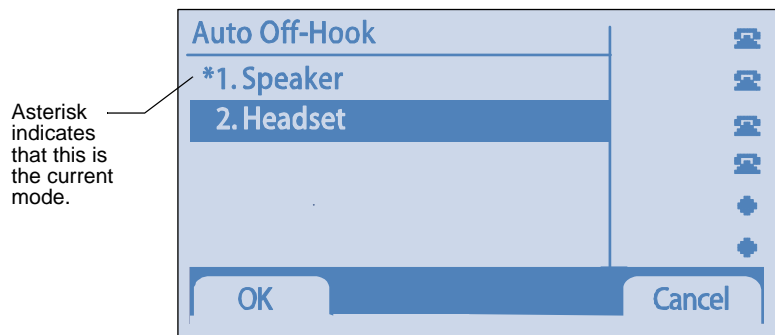 Auto Off-Hook
*1. Speaker
2. Headset
Asterisk
indicates
that this is
the current
mode.
OK
Cancel